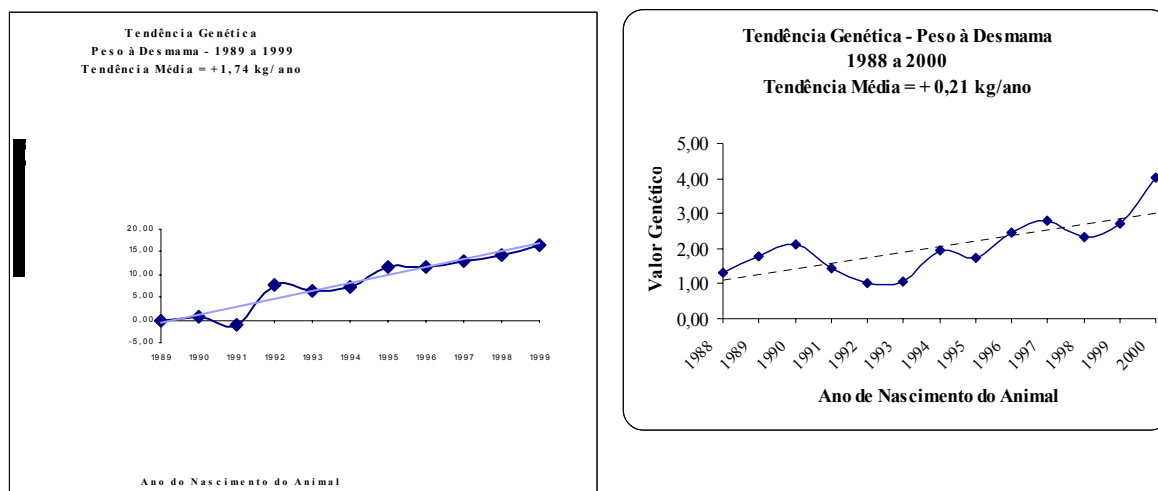 Tendência Genética
Peso à Desmama - 1989 a 1999
Tendência Média = +1,74 kg/ano
20,00
15,00
10,00
5,00
0,00
-5,00
1989 1990 1991 1992 1993 1994 1995 1996 1997 1998 1999
Ano do Nascimento do Animal
Tendência Genética - Peso à Desmama
1988 a 2000
Tendência Média = + 0,21 kg/ano
Valor Genético
5,00
4,00
3,00
2,00
1,00
0,00
1988 1989 1990 1991 1992 1993 1994 1995 1996 1997 1998 1999 2000
Ano de Nascimento do Animal